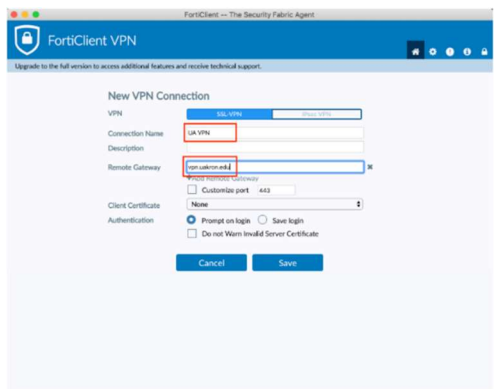 FortiClient -- The Security Fabric Agent
FortiClient VPN
Upgrade to the full version to access additional features and receive technical support.
New VPN Connection
VPN SSL-VPN IPsec VPN
Connection Name UA VPN
Description
Remote Gateway vpn.uakron.edu
+Add Remote Gateway
Customize port 443
Client Certificate None
Authentication Prompt on login Save login
Do not Warn Invalid Server Certificate
Cancel Save